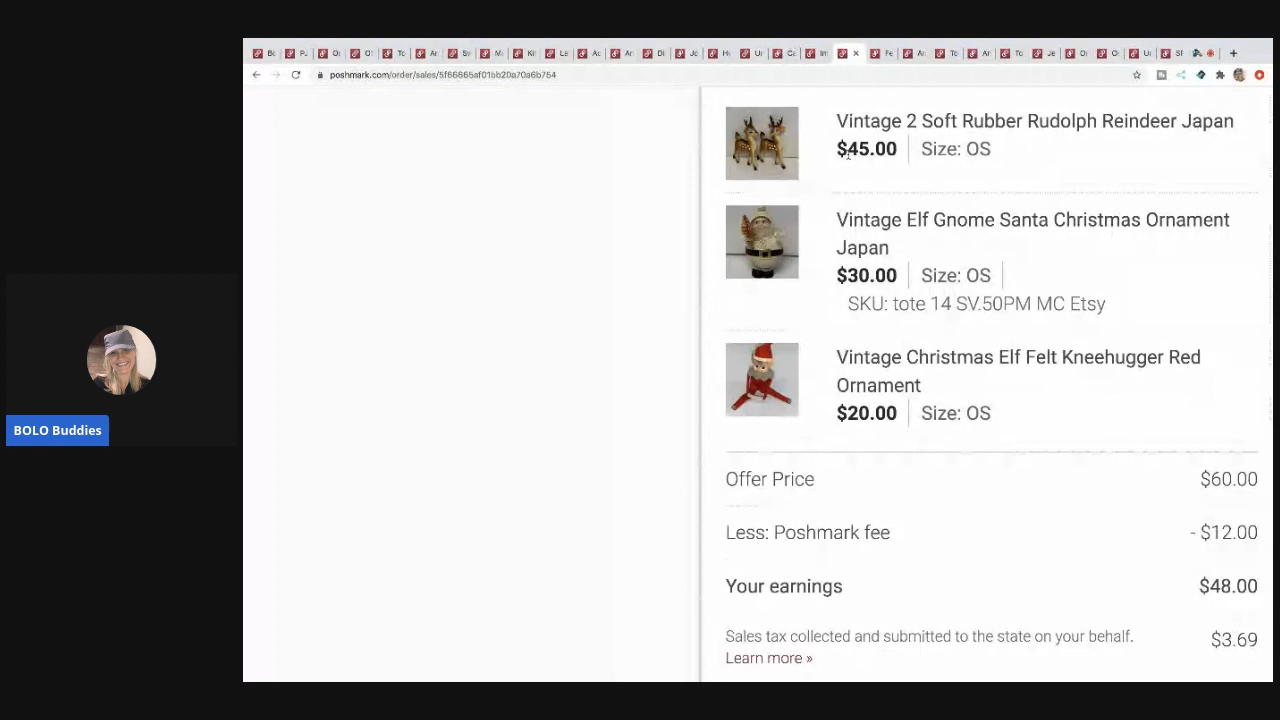 poshmark.com/order/sales/5f66665af01bb20a70a6b754
Vintage 2 Soft Rubber Rudolph Reindeer Japan
$45.00 Size: OS
Vintage Elf Gnome Santa Christmas Ornament
Japan
$30.00 Size: OS
SKU: tote 14 SV.50PM MC Etsy
Vintage Christmas Elf Felt Kneehugger Red
Ornament
$20.00 Size: OS
BOLO Buddies
Offer Price $60.00
Less: Poshmark fee - $12.00
Your earnings $48.00
Sales tax collected and submitted to the state on your behalf. $3.69
Learn more »